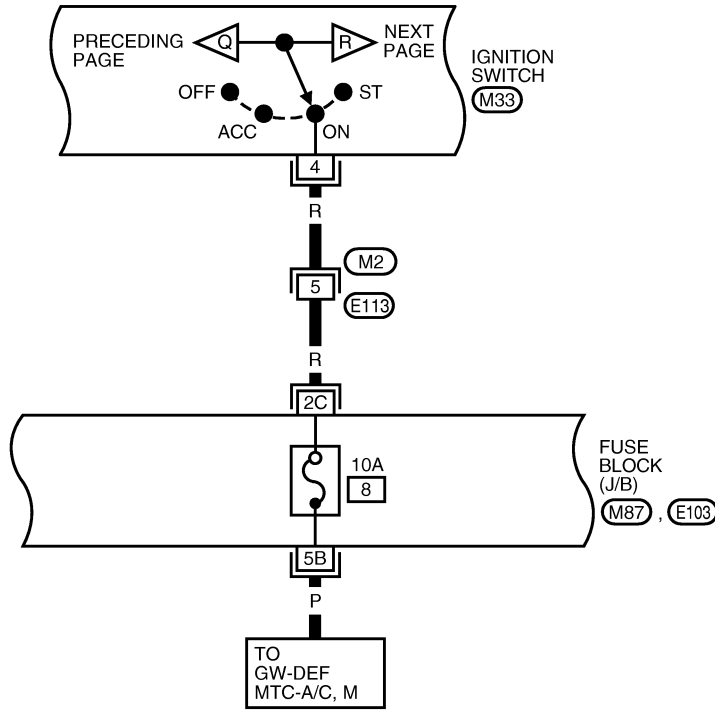 PRECEDING
PAGE
Q
R
NEXT
PAGE
IGNITION
SWITCH
M33
OFF
ST
ACC
ON
4
R
M2
5
E113
R
2C
10A
8
FUSE
BLOCK
(J/B)
M87 , E103
5B
P
TO
GW-DEF
MTC-A/C, M